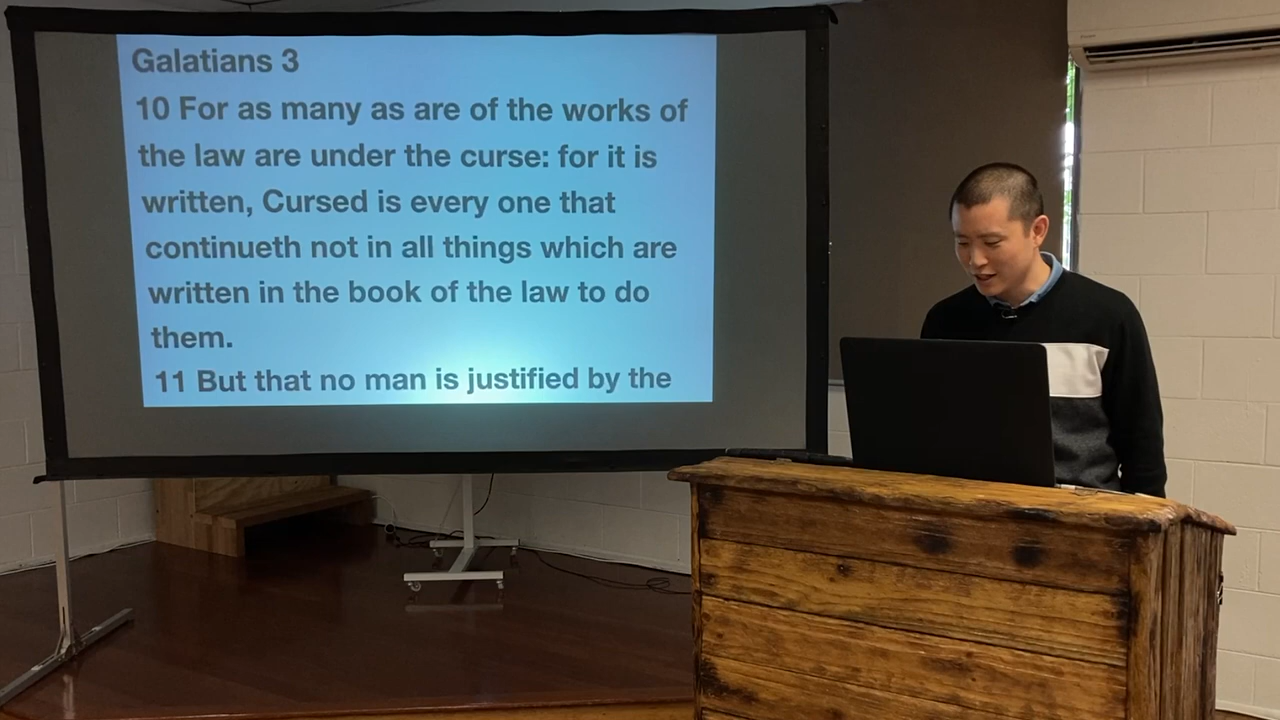 Galatians 3
10 For as many as are of the works of
the law are under the curse: for it is
written, Cursed is every one that
continueth not in all things which are
written in the book of the law to do
them.
11 But that no man is justified by the